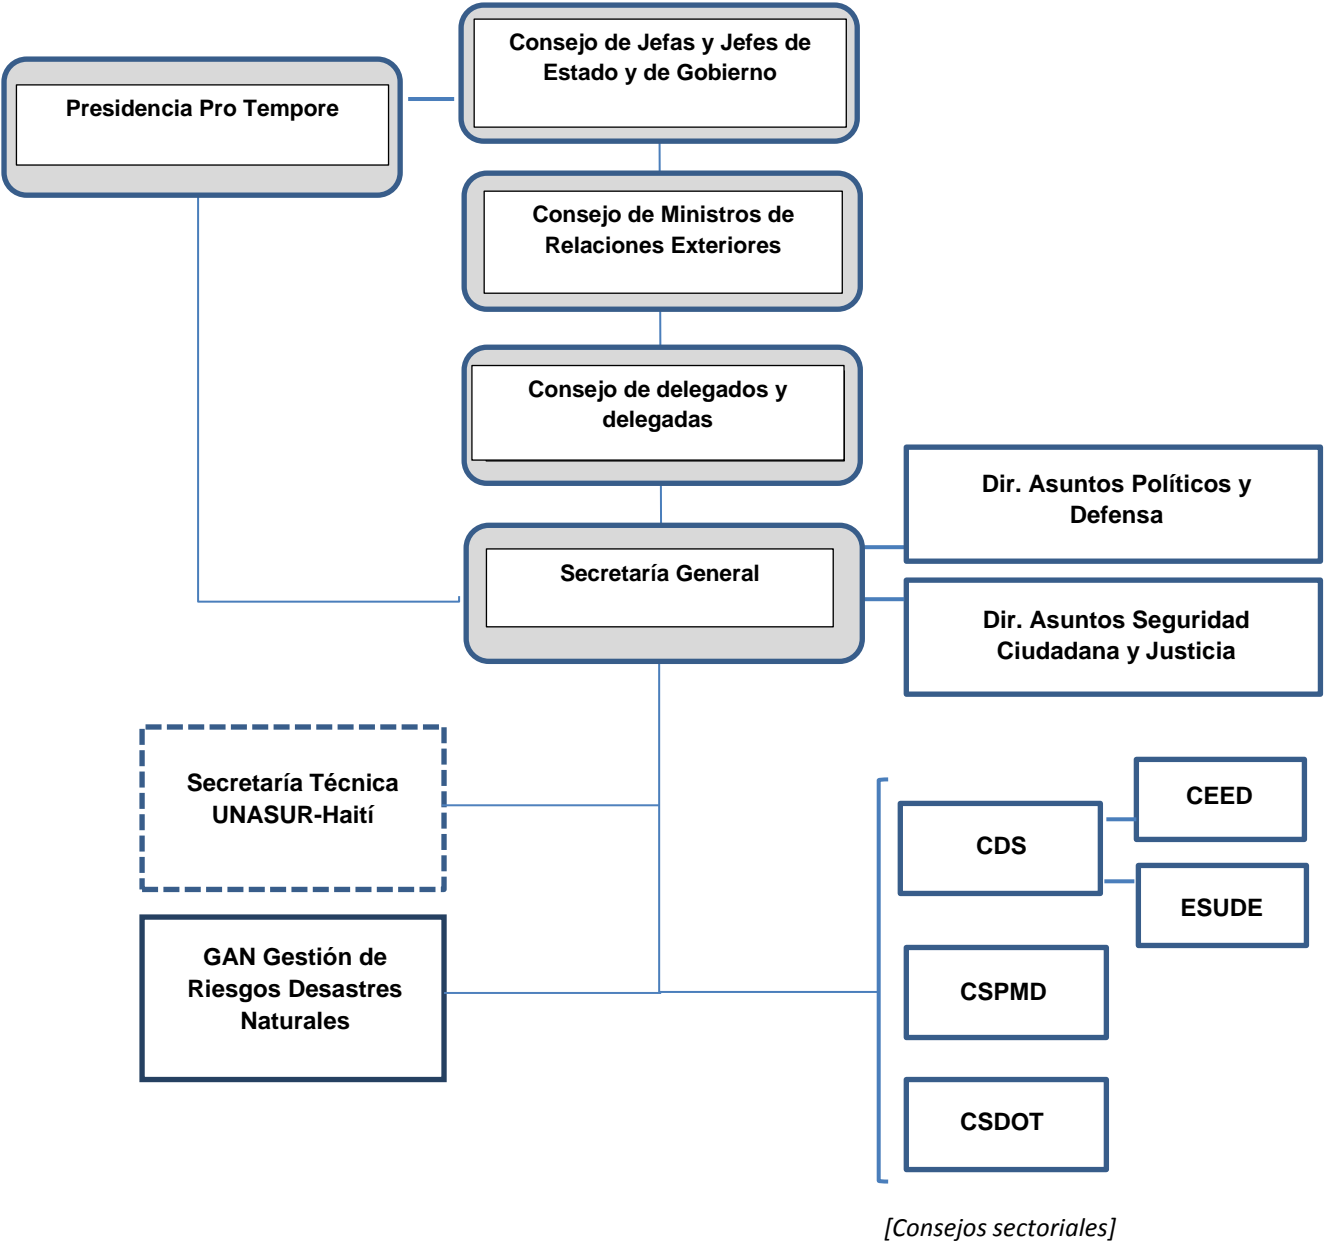 Consejo de Jefas y Jefes de
Estado y de Gobierno
Presidencia Pro Tempore
Consejo de Ministros de
Relaciones Exteriores
Consejo de delegados y
delegadas
Dir. Asuntos Políticos y
Defensa
Secretaría General
Dir. Asuntos Seguridad
Ciudadana y Justicia
Secretaría Técnica
UNASUR-Haití
CEED
CDS
ESUDE
GAN Gestión de
Riesgos Desastres
Naturales
CSPMD
CSDOT
[Consejos sectoriales]